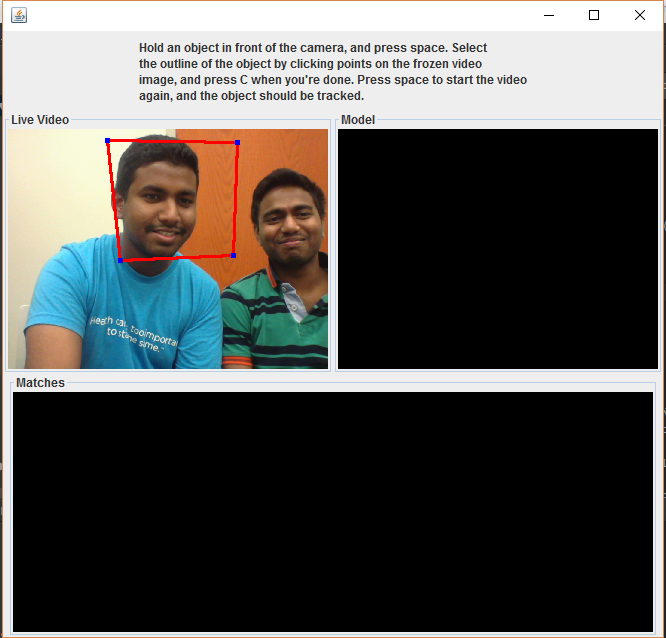 Hold an object in front of the camera, and press space. Select
the outline of the object by clicking points on the frozen video
image, and press C when you're done. Press space to start the video
again, and the object should be tracked.
Live Video
Model
Health care
too important
to st
me sime."
Matches